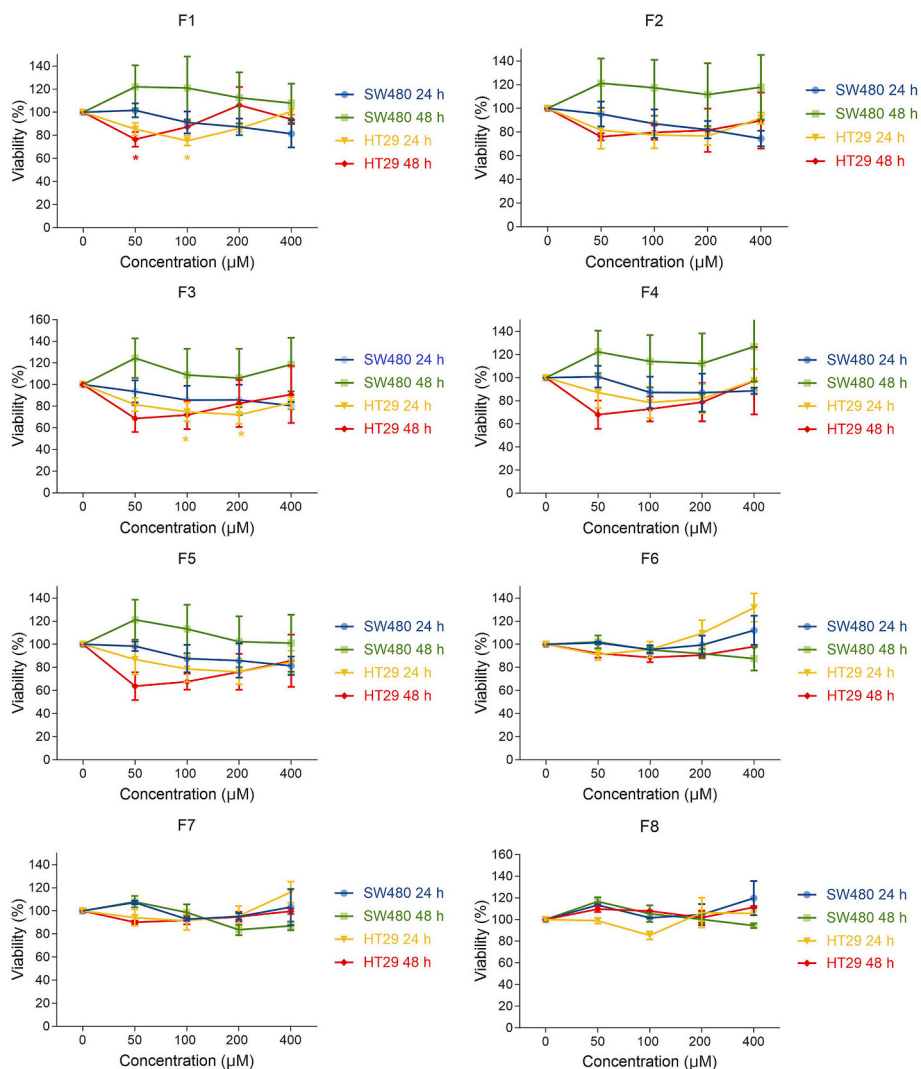 F1
Viability (%)
140
120
100
80
60
40
20
0
*
*
0 50 100 200 400
Concentration (µM)
SW480 24 h
SW480 48 h
HT29 24 h
HT29 48 h
F2
Viability (%)
140
120
100
80
60
40
20
0
0 50 100 200 400
Concentration (µM)
SW480 24 h
SW480 48 h
HT29 24 h
HT29 48 h
F3
Viability (%)
160
140
120
100
80
60
40
20
0
*
*
0 50 100 200 400
Concentration (µM)
SW480 24 h
SW480 48 h
HT29 24 h
HT29 48 h
F4
Viability (%)
140
120
100
80
60
40
20
0
0 50 100 200 400
Concentration (µM)
SW480 24 h
SW480 48 h
HT29 24 h
HT29 48 h
F5
Viability (%)
140
120
100
80
60
40
20
0
0 50 100 200 400
Concentration (µM)
SW480 24 h
SW480 48 h
HT29 24 h
HT29 48 h
F6
Viability (%)
140
120
100
80
60
40
20
0
0 50 100 200 400
Concentration (µM)
SW480 24 h
SW480 48 h
HT29 24 h
HT29 48 h
F7
Viability (%)
140
120
100
80
60
40
20
0
0 50 100 200 400
Concentration (µM)
SW480 24 h
SW480 48 h
HT29 24 h
HT29 48 h
F8
Viability (%)
160
140
120
100
80
60
40
20
0
0 50 100 200 400
Concentration (µM)
SW480 24 h
SW480 48 h
HT29 24 h
HT29 48 h